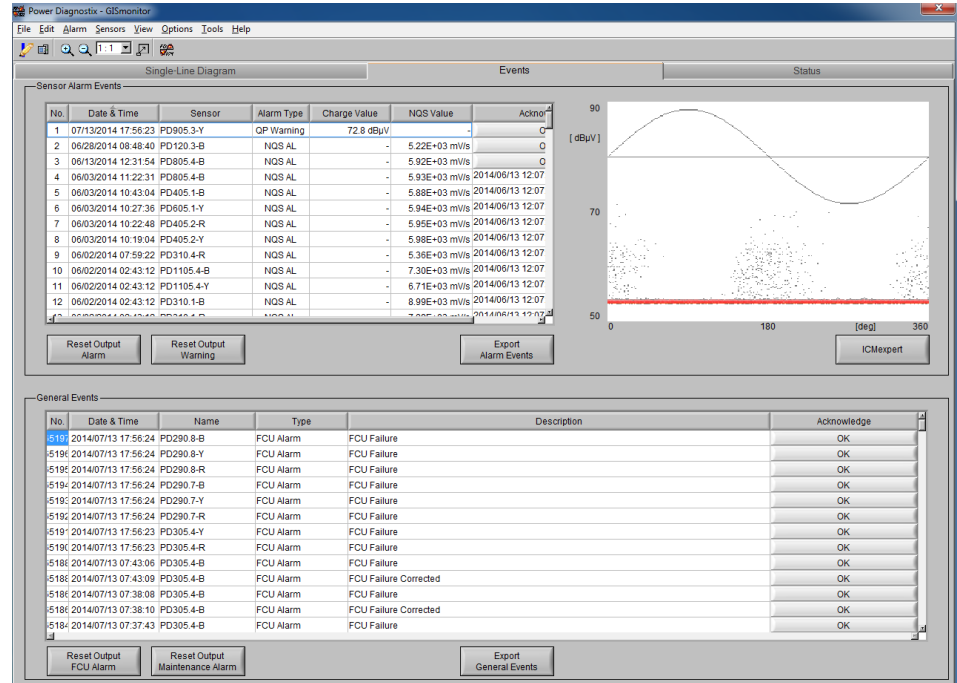 Power Diagnostix - GISmonitor
File Edit Alarm Sensors View Options Tools Help
1:1
Single-Line Diagram Events Status
Sensor Alarm Events
No. Date & Time Sensor Alarm Type Charge Value NQS Value Acknow
1 07/13/2014 17:56:23 PD905.3-Y QP Warning 72.8 dBµV - O
2 06/28/2014 08:48:40 PD120.3-B NQS AL - 5.22E+03 mV/s O
3 06/13/2014 12:31:54 PD805.4-B NQS AL - 5.92E+03 mV/s O
4 06/03/2014 11:22:31 PD805.4-B NQS AL - 5.93E+03 mV/s 2014/06/13 12:07
5 06/03/2014 10:43:04 PD405.1-B NQS AL - 5.88E+03 mV/s 2014/06/13 12:07
6 06/03/2014 10:27:36 PD605.1-Y NQS AL - 5.94E+03 mV/s 2014/06/13 12:07
7 06/03/2014 10:22:48 PD405.2-R NQS AL - 5.95E+03 mV/s 2014/06/13 12:07
8 06/03/2014 10:19:04 PD405.2-Y NQS AL - 5.98E+03 mV/s 2014/06/13 12:07
9 06/02/2014 07:59:22 PD310.4-R NQS AL - 5.36E+03 mV/s 2014/06/13 12:07
10 06/02/2014 02:43:12 PD1105.4-B NQS AL - 7.30E+03 mV/s 2014/06/13 12:07
11 06/02/2014 02:43:12 PD1105.4-Y NQS AL - 6.71E+03 mV/s 2014/06/13 12:07
12 06/02/2014 02:43:12 PD310.1-B NQS AL - 8.99E+03 mV/s 2014/06/13 12:07
90
[dBµV]
70
50
0 180 [deg] 360
Reset Output Alarm
Reset Output Warning
Export Alarm Events
ICMexpert
General Events
No. Date & Time Name Type Description Acknowledge
5197 2014/07/13 17:56:24 PD290.8-B FCU Alarm FCU Failure OK
5196 2014/07/13 17:56:24 PD290.8-Y FCU Alarm FCU Failure OK
5195 2014/07/13 17:56:24 PD290.8-R FCU Alarm FCU Failure OK
5194 2014/07/13 17:56:24 PD290.7-B FCU Alarm FCU Failure OK
5193 2014/07/13 17:56:24 PD290.7-Y FCU Alarm FCU Failure OK
5192 2014/07/13 17:56:24 PD290.7-R FCU Alarm FCU Failure OK
5191 2014/07/13 17:56:23 PD305.4-Y FCU Alarm FCU Failure OK
5190 2014/07/13 17:56:23 PD305.4-R FCU Alarm FCU Failure OK
2014/07/13 07:43:06 PD305.4-B FCU Alarm FCU Failure OK
2014/07/13 07:43:09 PD305.4-B FCU Alarm FCU Failure Corrected OK
2014/07/13 07:38:08 PD305.4-B FCU Alarm FCU Failure OK
2014/07/13 07:38:10 PD305.4-B FCU Alarm FCU Failure Corrected OK
5184 2014/07/13 07:37:43 PD305.4-B FCU Alarm FCU Failure OK
Reset Output FCU Alarm
Reset Output Maintenance Alarm
Export General Events